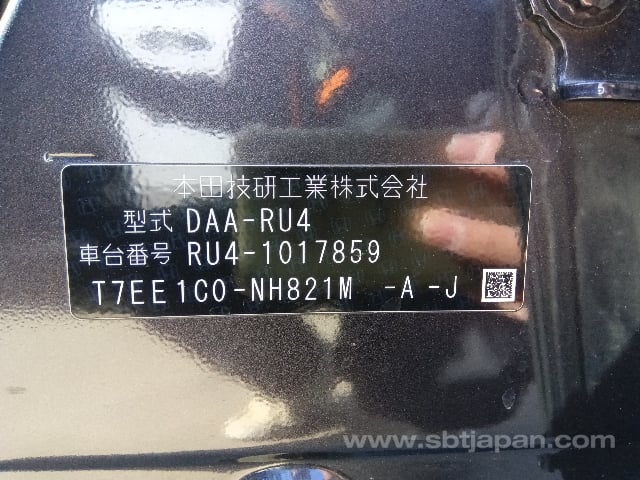 本田技研工業株式会社
型式 DAA-RU4
車台番号 RU4-1017859
T7EE1C0-NH821M -A -J
www.sbtjapan.com